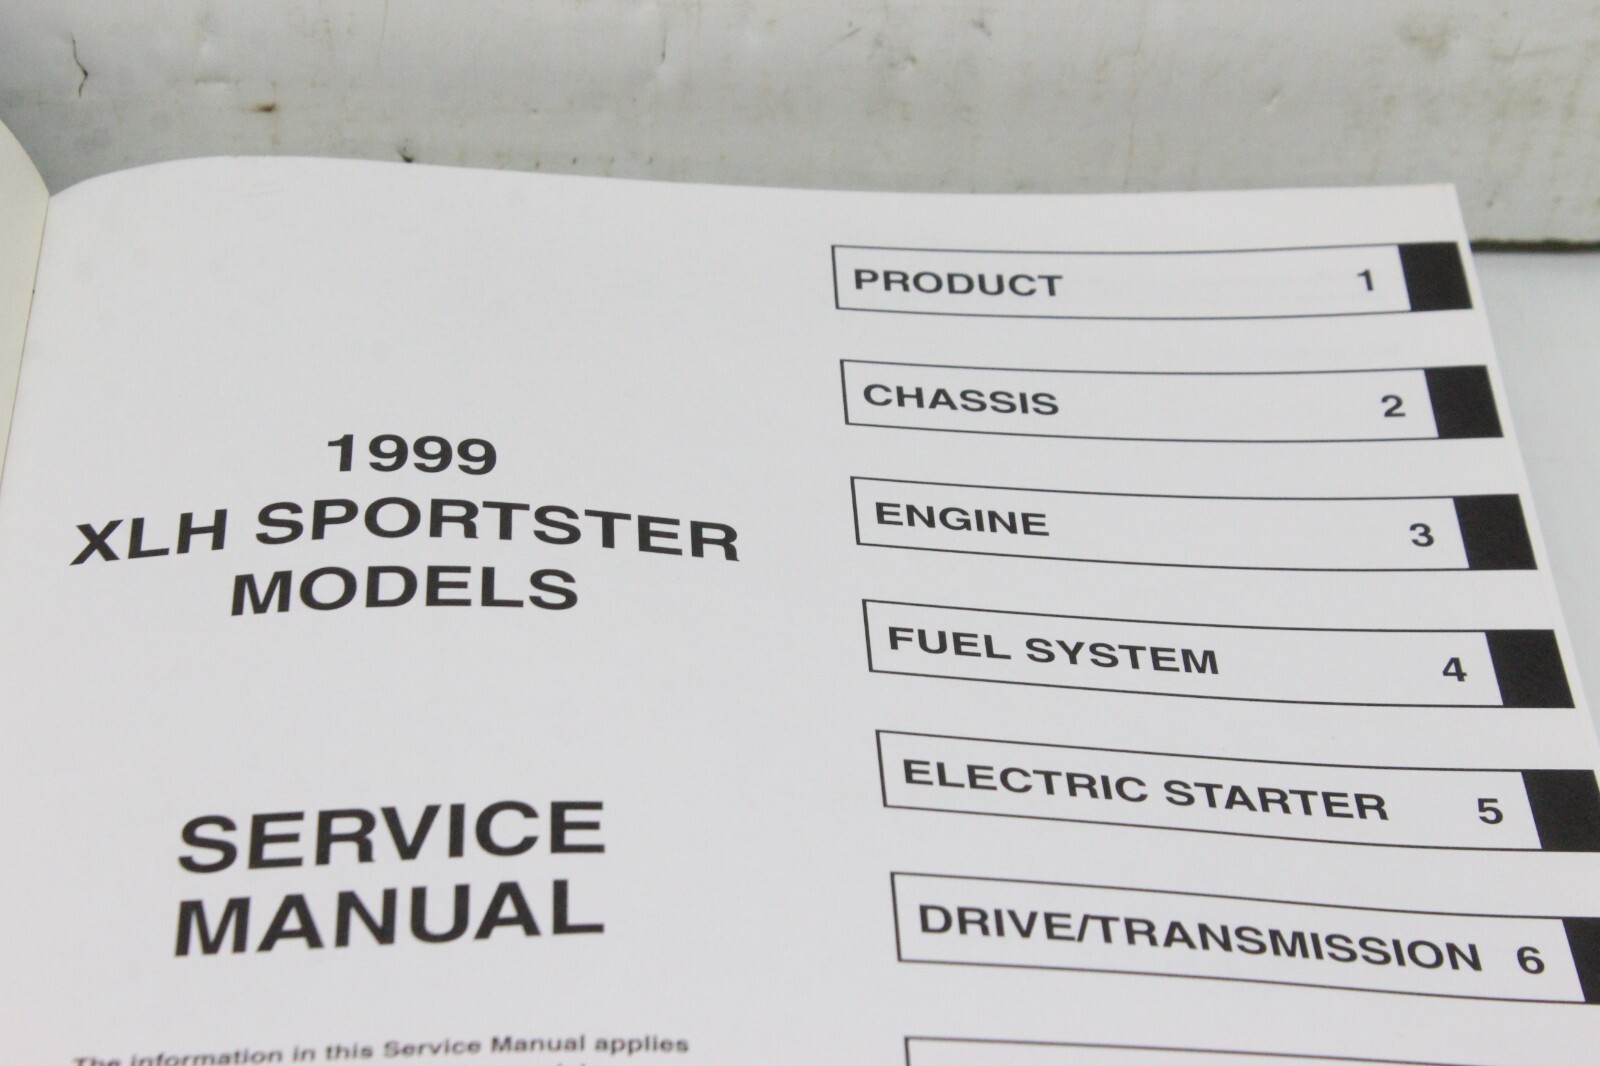 1999
XLH SPORTSTER
MODELS
SERVICE
MANUAL
The information in this Service Manual applies
PRODUCT 1
CHASSIS 2
ENGINE 3
FUEL SYSTEM 4
ELECTRIC STARTER 5
DRIVE/TRANSMISSION 6